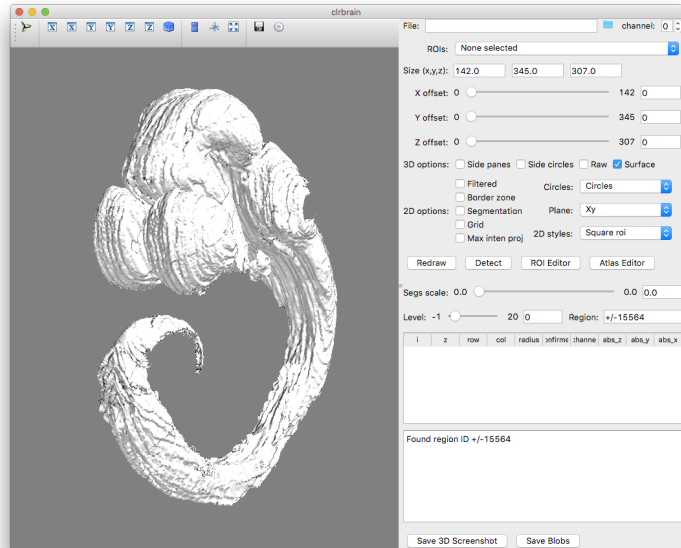 clrbrain
X X Y Y Z Z
File: channel: 0
ROIs: None selected
Size (x,y,z): 142.0 345.0 307.0
X offset: 0 142 0
Y offset: 0 345 0
Z offset: 0 307 0
3D options: Side panes Side circles Raw Surface
Filtered Circles: Circles
Border zone
2D options: Segmentation Plane: Xy
Grid
Max inten proj 2D styles: Square roi
Redraw Detect ROI Editor Atlas Editor
Segs scale: 0.0 0.0 0.0
Level: -1 20 0 Region: +/-15564
i z row col radius onfirme channe abs_z abs_y abs_x
Found region ID +/-15564
Save 3D Screenshot Save Blobs